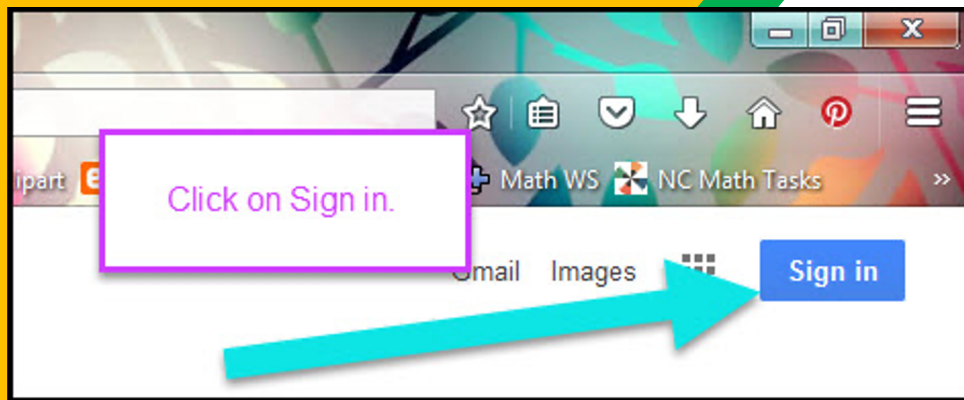 ipart
Math WS NC Math Tasks »
Click on Sign in.
Gmail Images Sign in